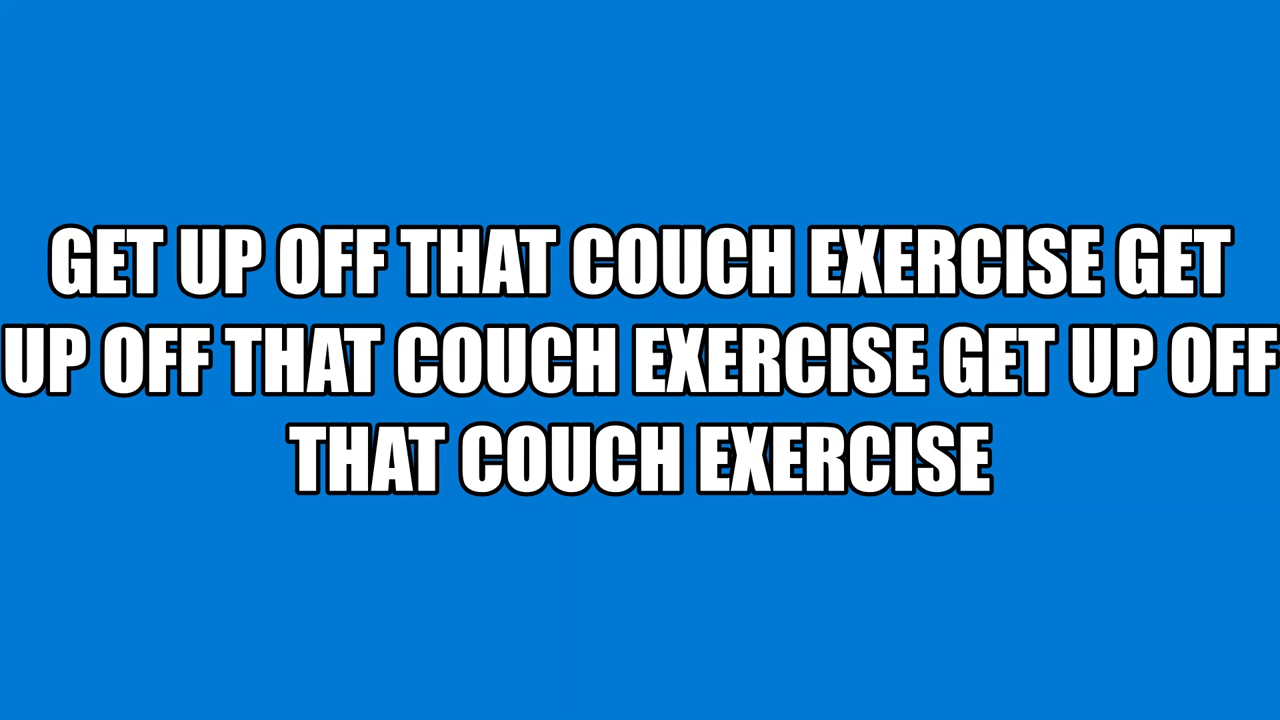 GET UP OFF THAT COUCH EXERCISE GET
UP OFF THAT COUCH EXERCISE GET UP OFF
THAT COUCH EXERCISE